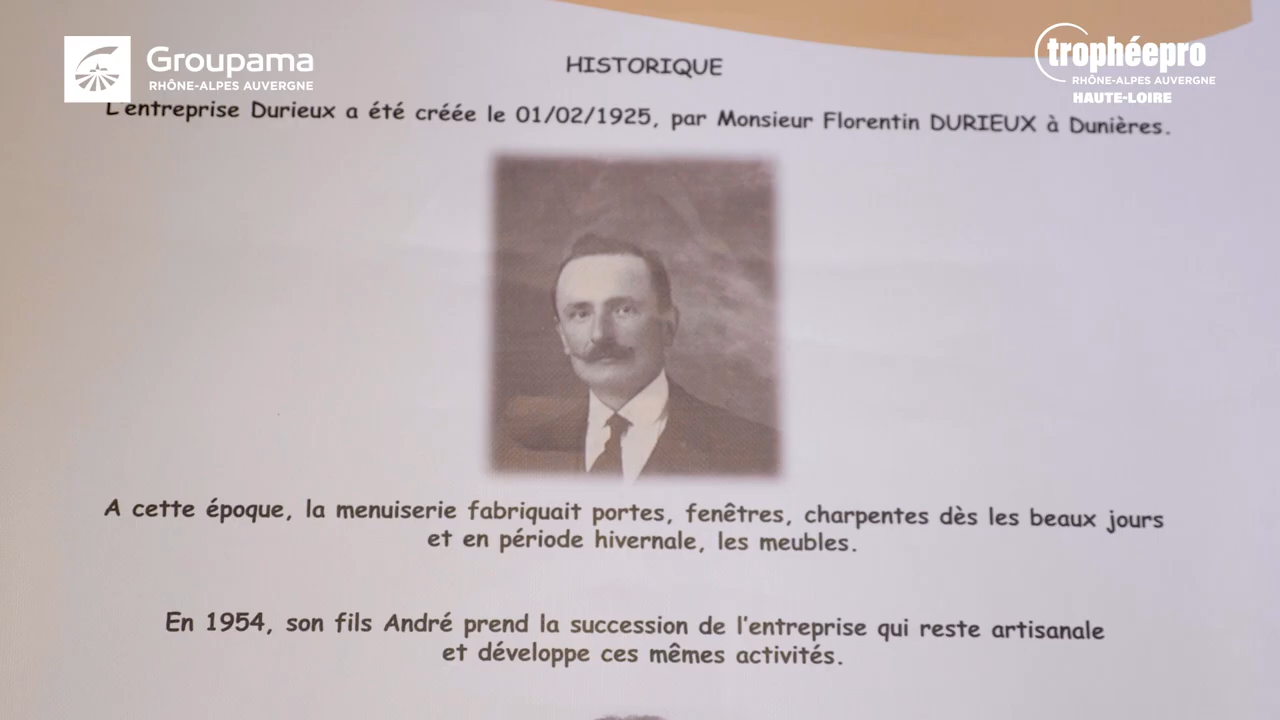 Groupama
RHÔNE-ALPES AUVERGNE
trophéepro
RHÔNE-ALPES AUVERGNE
HAUTE-LOIRE
HISTORIQUE
L'entreprise Durieux a été créée le 01/02/1925, par Monsieur Florentin DURIEUX à Dunières.
A cette époque, la menuiserie fabriquait portes, fenêtres, charpentes dès les beaux jours
et en période hivernale, les meubles.
En 1954, son fils André prend la succession de l'entreprise qui reste artisanale
et développe ces mêmes activités.